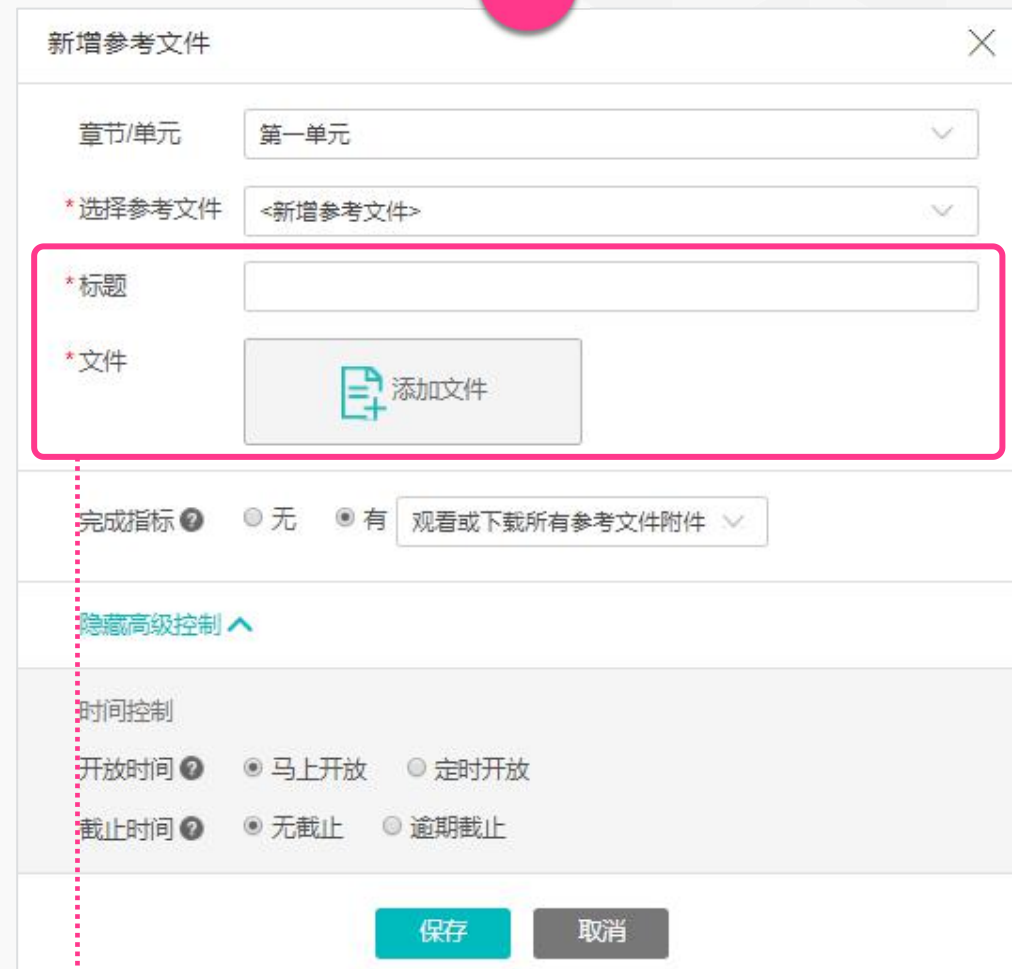 新增参考文件
章节/单元 第一单元
*选择参考文件 <新增参考文件>
*标题
*文件 添加文件
完成指标 ? 无 有 观看或下载所有参考文件附件
隐藏高级控制
时间控制
开放时间 ? 马上开放 定时开放
截止时间 ? 无截止 逾期截止
保存 取消